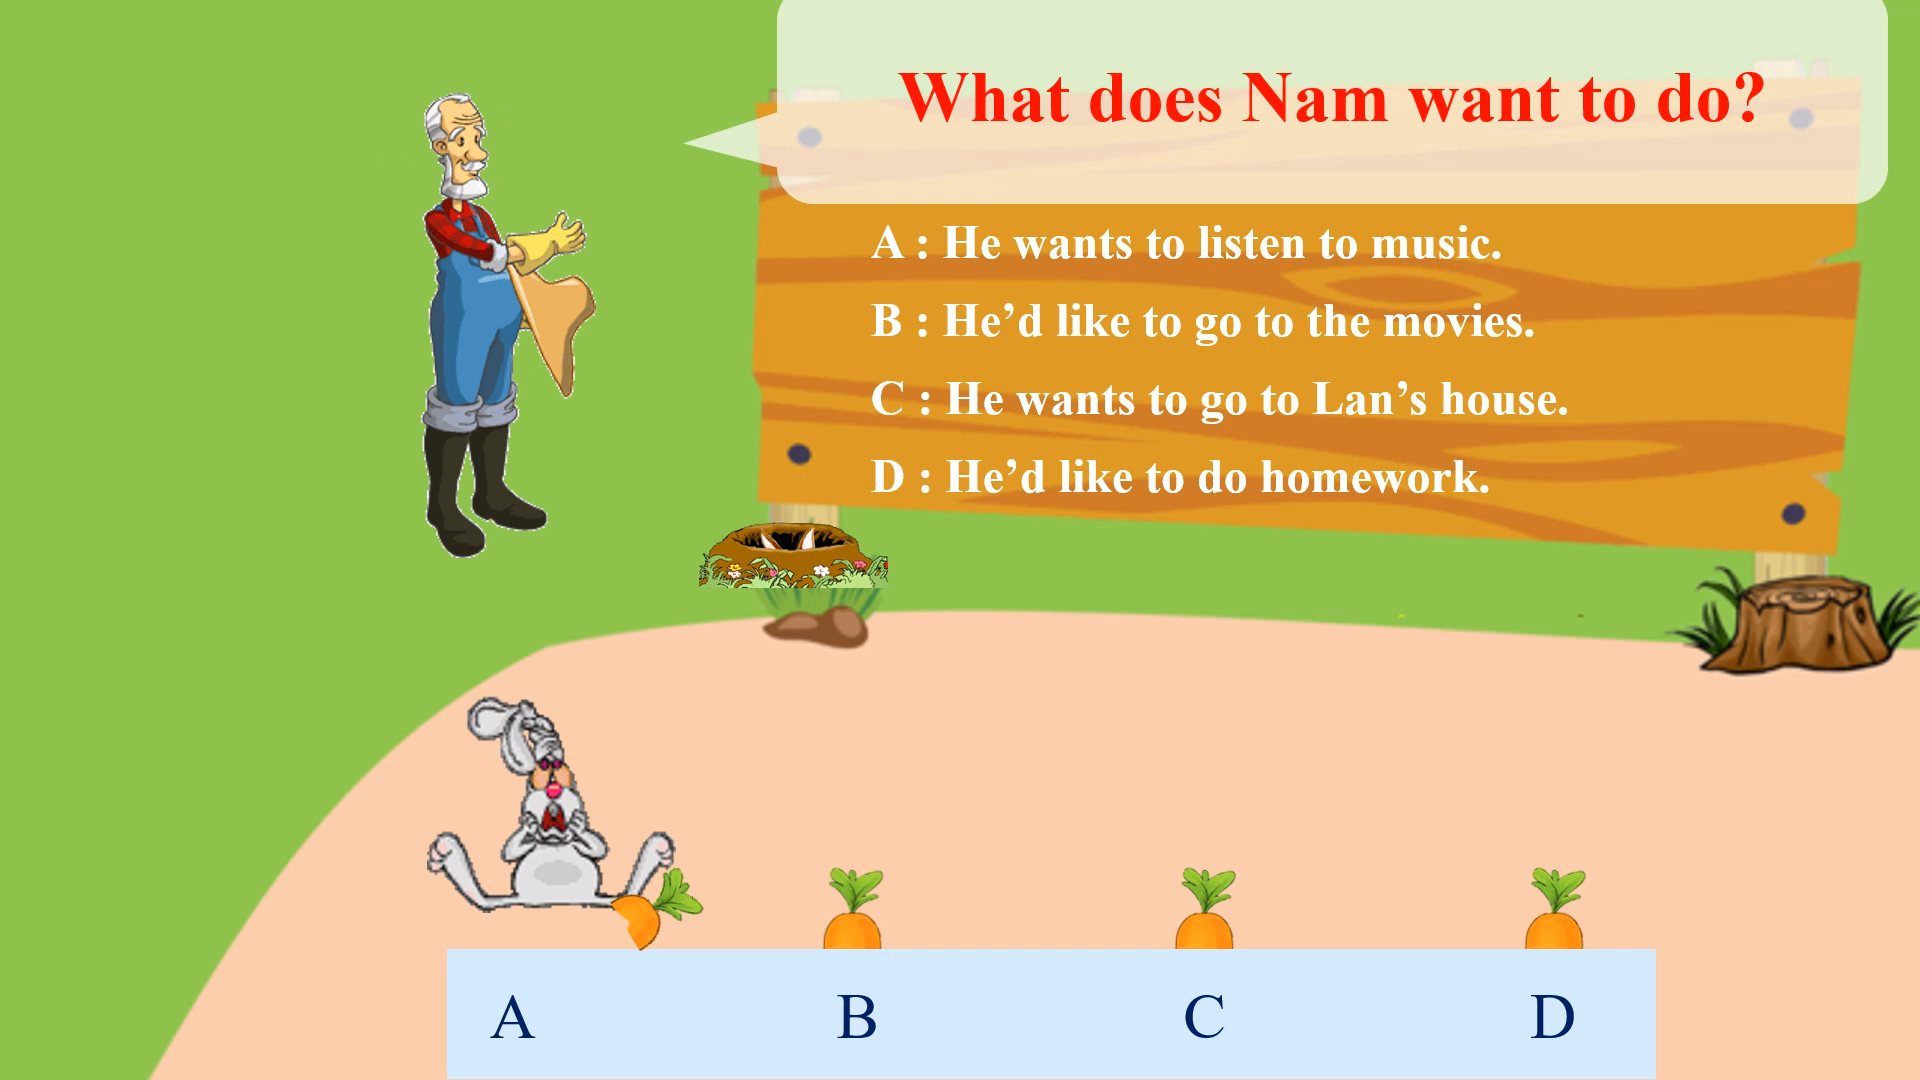 What does Nam want to do?
A : He wants to listen to music.
B : He’d like to go to the movies.
C : He wants to go to Lan’s house.
D : He’d like to do homework.
A B C D